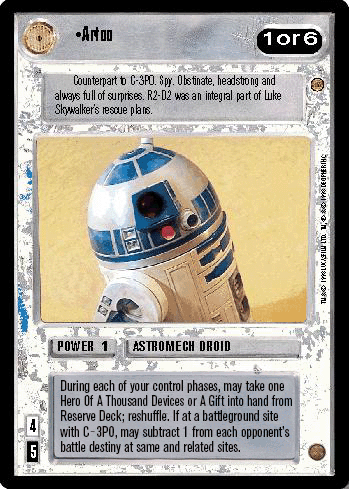 •Artoo
1 or 6
Counterpart to C-3PO. Spy. Obstinate, headstrong and
always full of surprises. R2-D2 was an integral part of Luke
Skywalker's rescue plans.
POWER 1
ASTROMECH DROID
During each of your control phases, may take one
Hero Of A Thousand Devices or A Gift into hand from
Reserve Deck; reshuffle. If at a battleground site
with C-3PO, may subtract 1 from each opponent's
battle destiny at same and related sites.
4
5